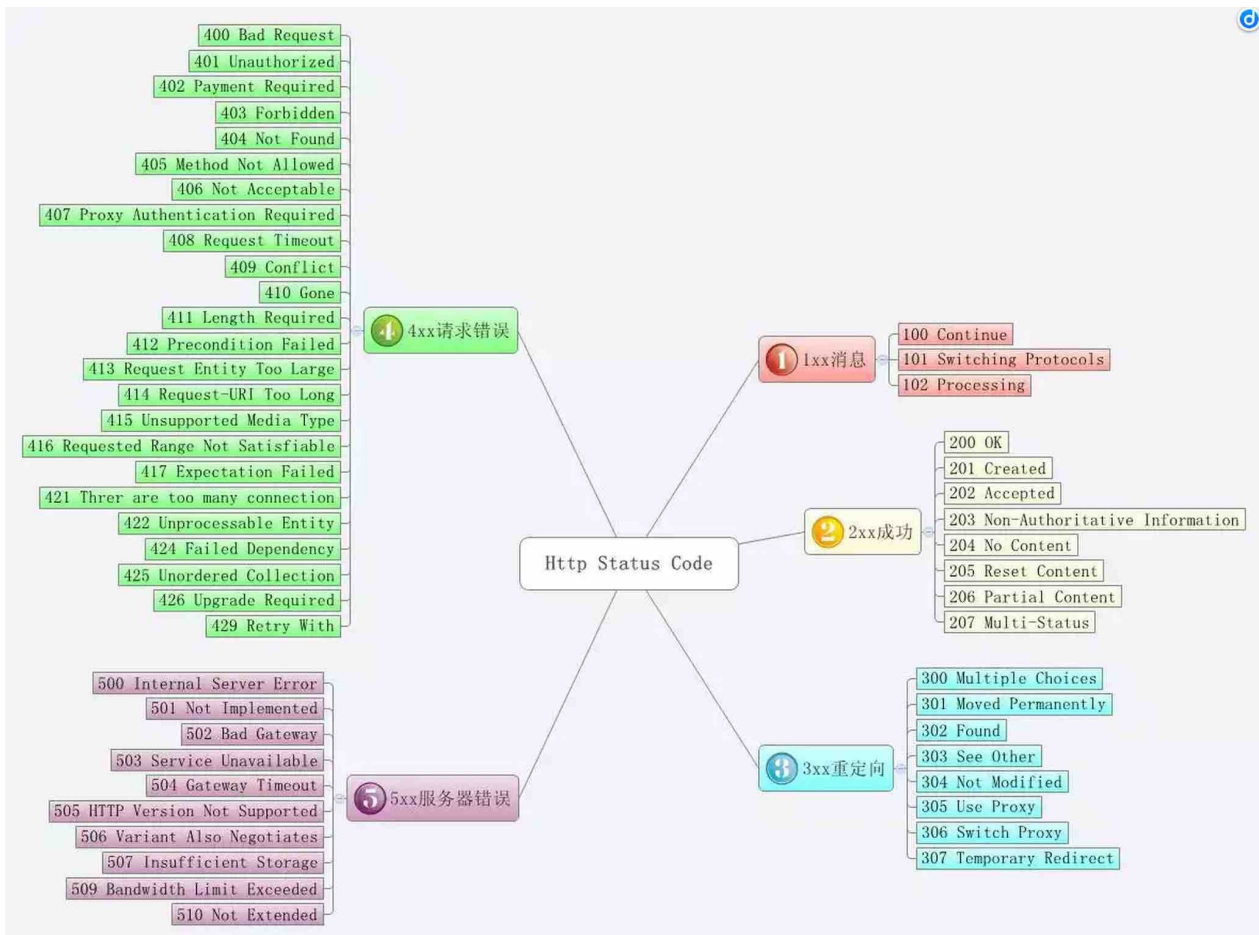 400 Bad Request
401 Unauthorized
402 Payment Required
403 Forbidden
404 Not Found
405 Method Not Allowed
406 Not Acceptable
407 Proxy Authentication Required
408 Request Timeout
409 Conflict
410 Gone
411 Length Required
412 Precondition Failed
413 Request Entity Too Large
414 Request-URI Too Long
415 Unsupported Media Type
416 Requested Range Not Satisfiable
417 Expectation Failed
421 Threr are too many connection
422 Unprocessable Entity
424 Failed Dependency
425 Unordered Collection
426 Upgrade Required
429 Retry With
4 4xx请求错误
500 Internal Server Error
501 Not Implemented
502 Bad Gateway
503 Service Unavailable
504 Gateway Timeout
505 HTTP Version Not Supported
506 Variant Also Negotiates
507 Insufficient Storage
509 Bandwidth Limit Exceeded
510 Not Extended
5 5xx服务器错误
Http Status Code
1 1xx消息
100 Continue
101 Switching Protocols
102 Processing
2 2xx成功
200 OK
201 Created
202 Accepted
203 Non-Authoritative Information
204 No Content
205 Reset Content
206 Partial Content
207 Multi-Status
3 3xx重定向
300 Multiple Choices
301 Moved Permanently
302 Found
303 See Other
304 Not Modified
305 Use Proxy
306 Switch Proxy
307 Temporary Redirect